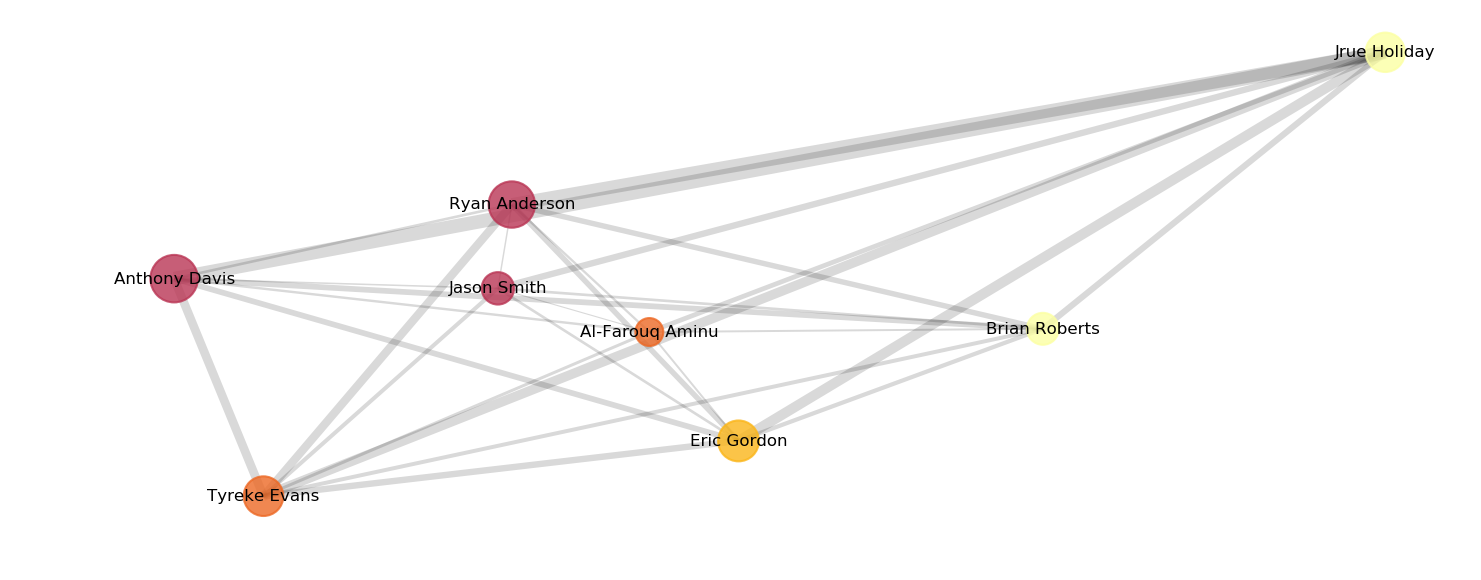 Jrue Holiday
Ryan Anderson
Anthony Davis
Jason Smith
Al-Farouq Aminu
Brian Roberts
Eric Gordon
Tyreke Evans